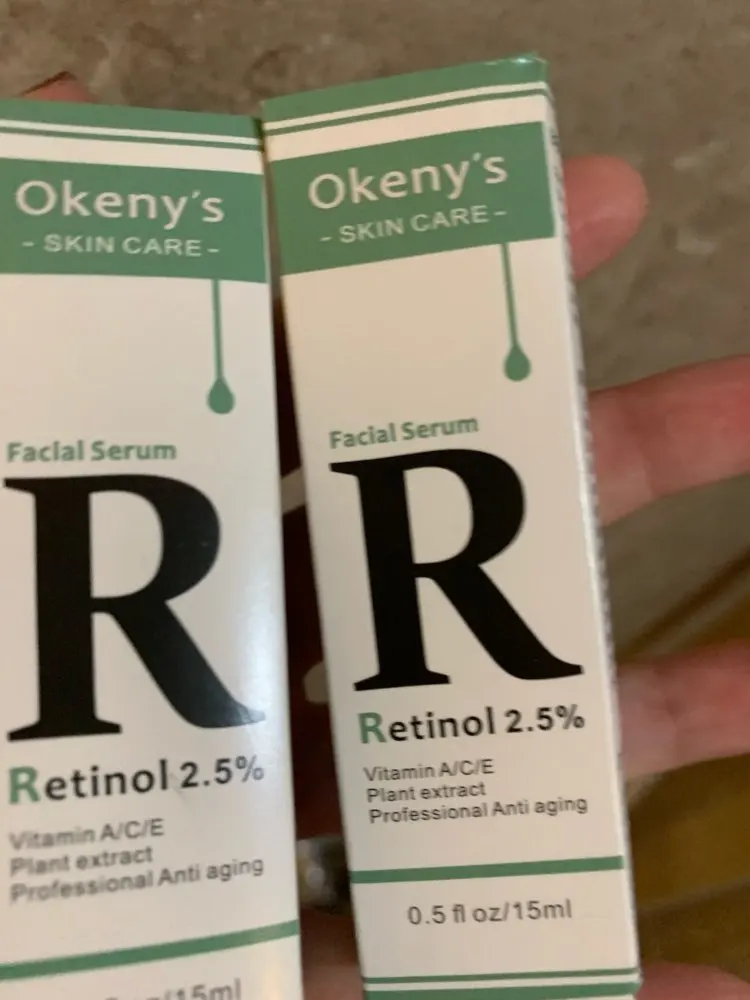 Okeny's
- SKIN CARE -
Facial Serum
R
Retinol 2.5%
Vitamin A/C/E
Plant extract
Professional Anti aging
/15ml
Okeny's
- SKIN CARE -
Facial Serum
R
Retinol 2.5%
Vitamin A/C/E
Plant extract
Professional Anti aging
0.5 fl oz/15ml